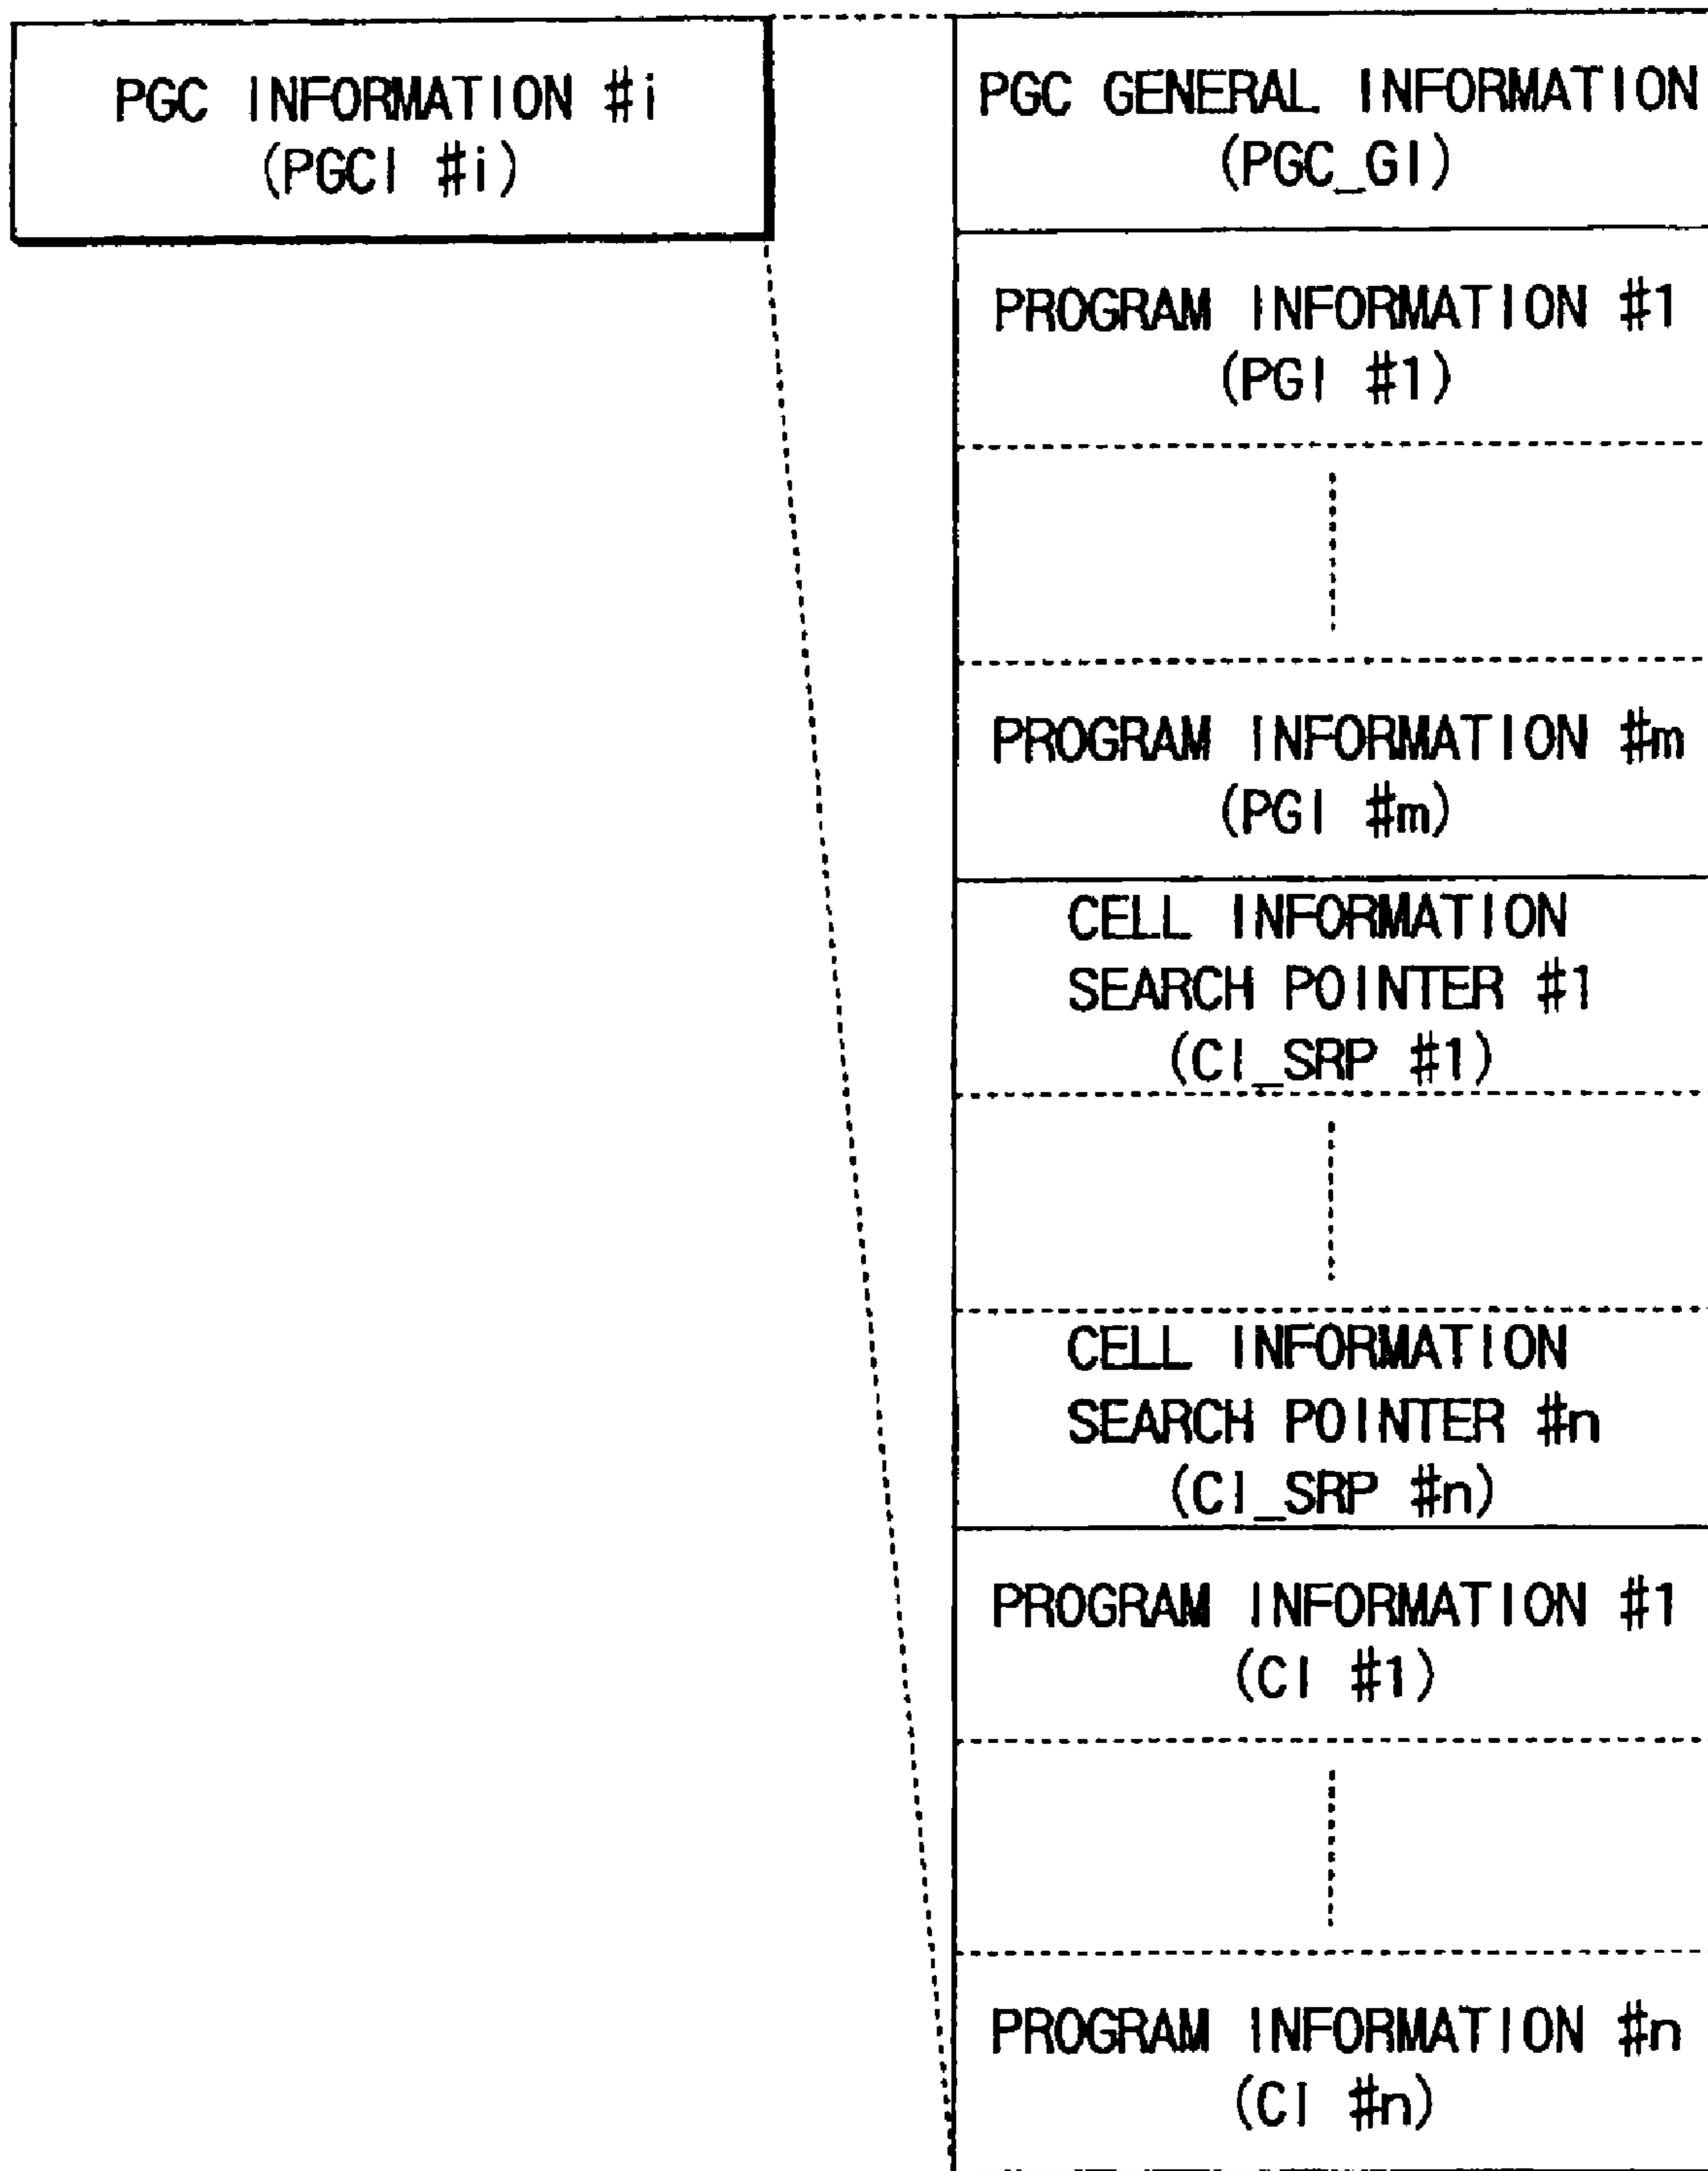 PGC INFORMATION #i
(PGCI #i)
PGC GENERAL INFORMATION
(PGC_GI)
PROGRAM INFORMATION #1
(PGI #1)
PROGRAM INFORMATION #m
(PGI #m)
CELL INFORMATION
SEARCH POINTER #1
(CI_SRP #1)
CELL INFORMATION
SEARCH POINTER #n
(CI_SRP #n)
PROGRAM INFORMATION #1
(CI #1)
PROGRAM INFORMATION #n
(CI #n)